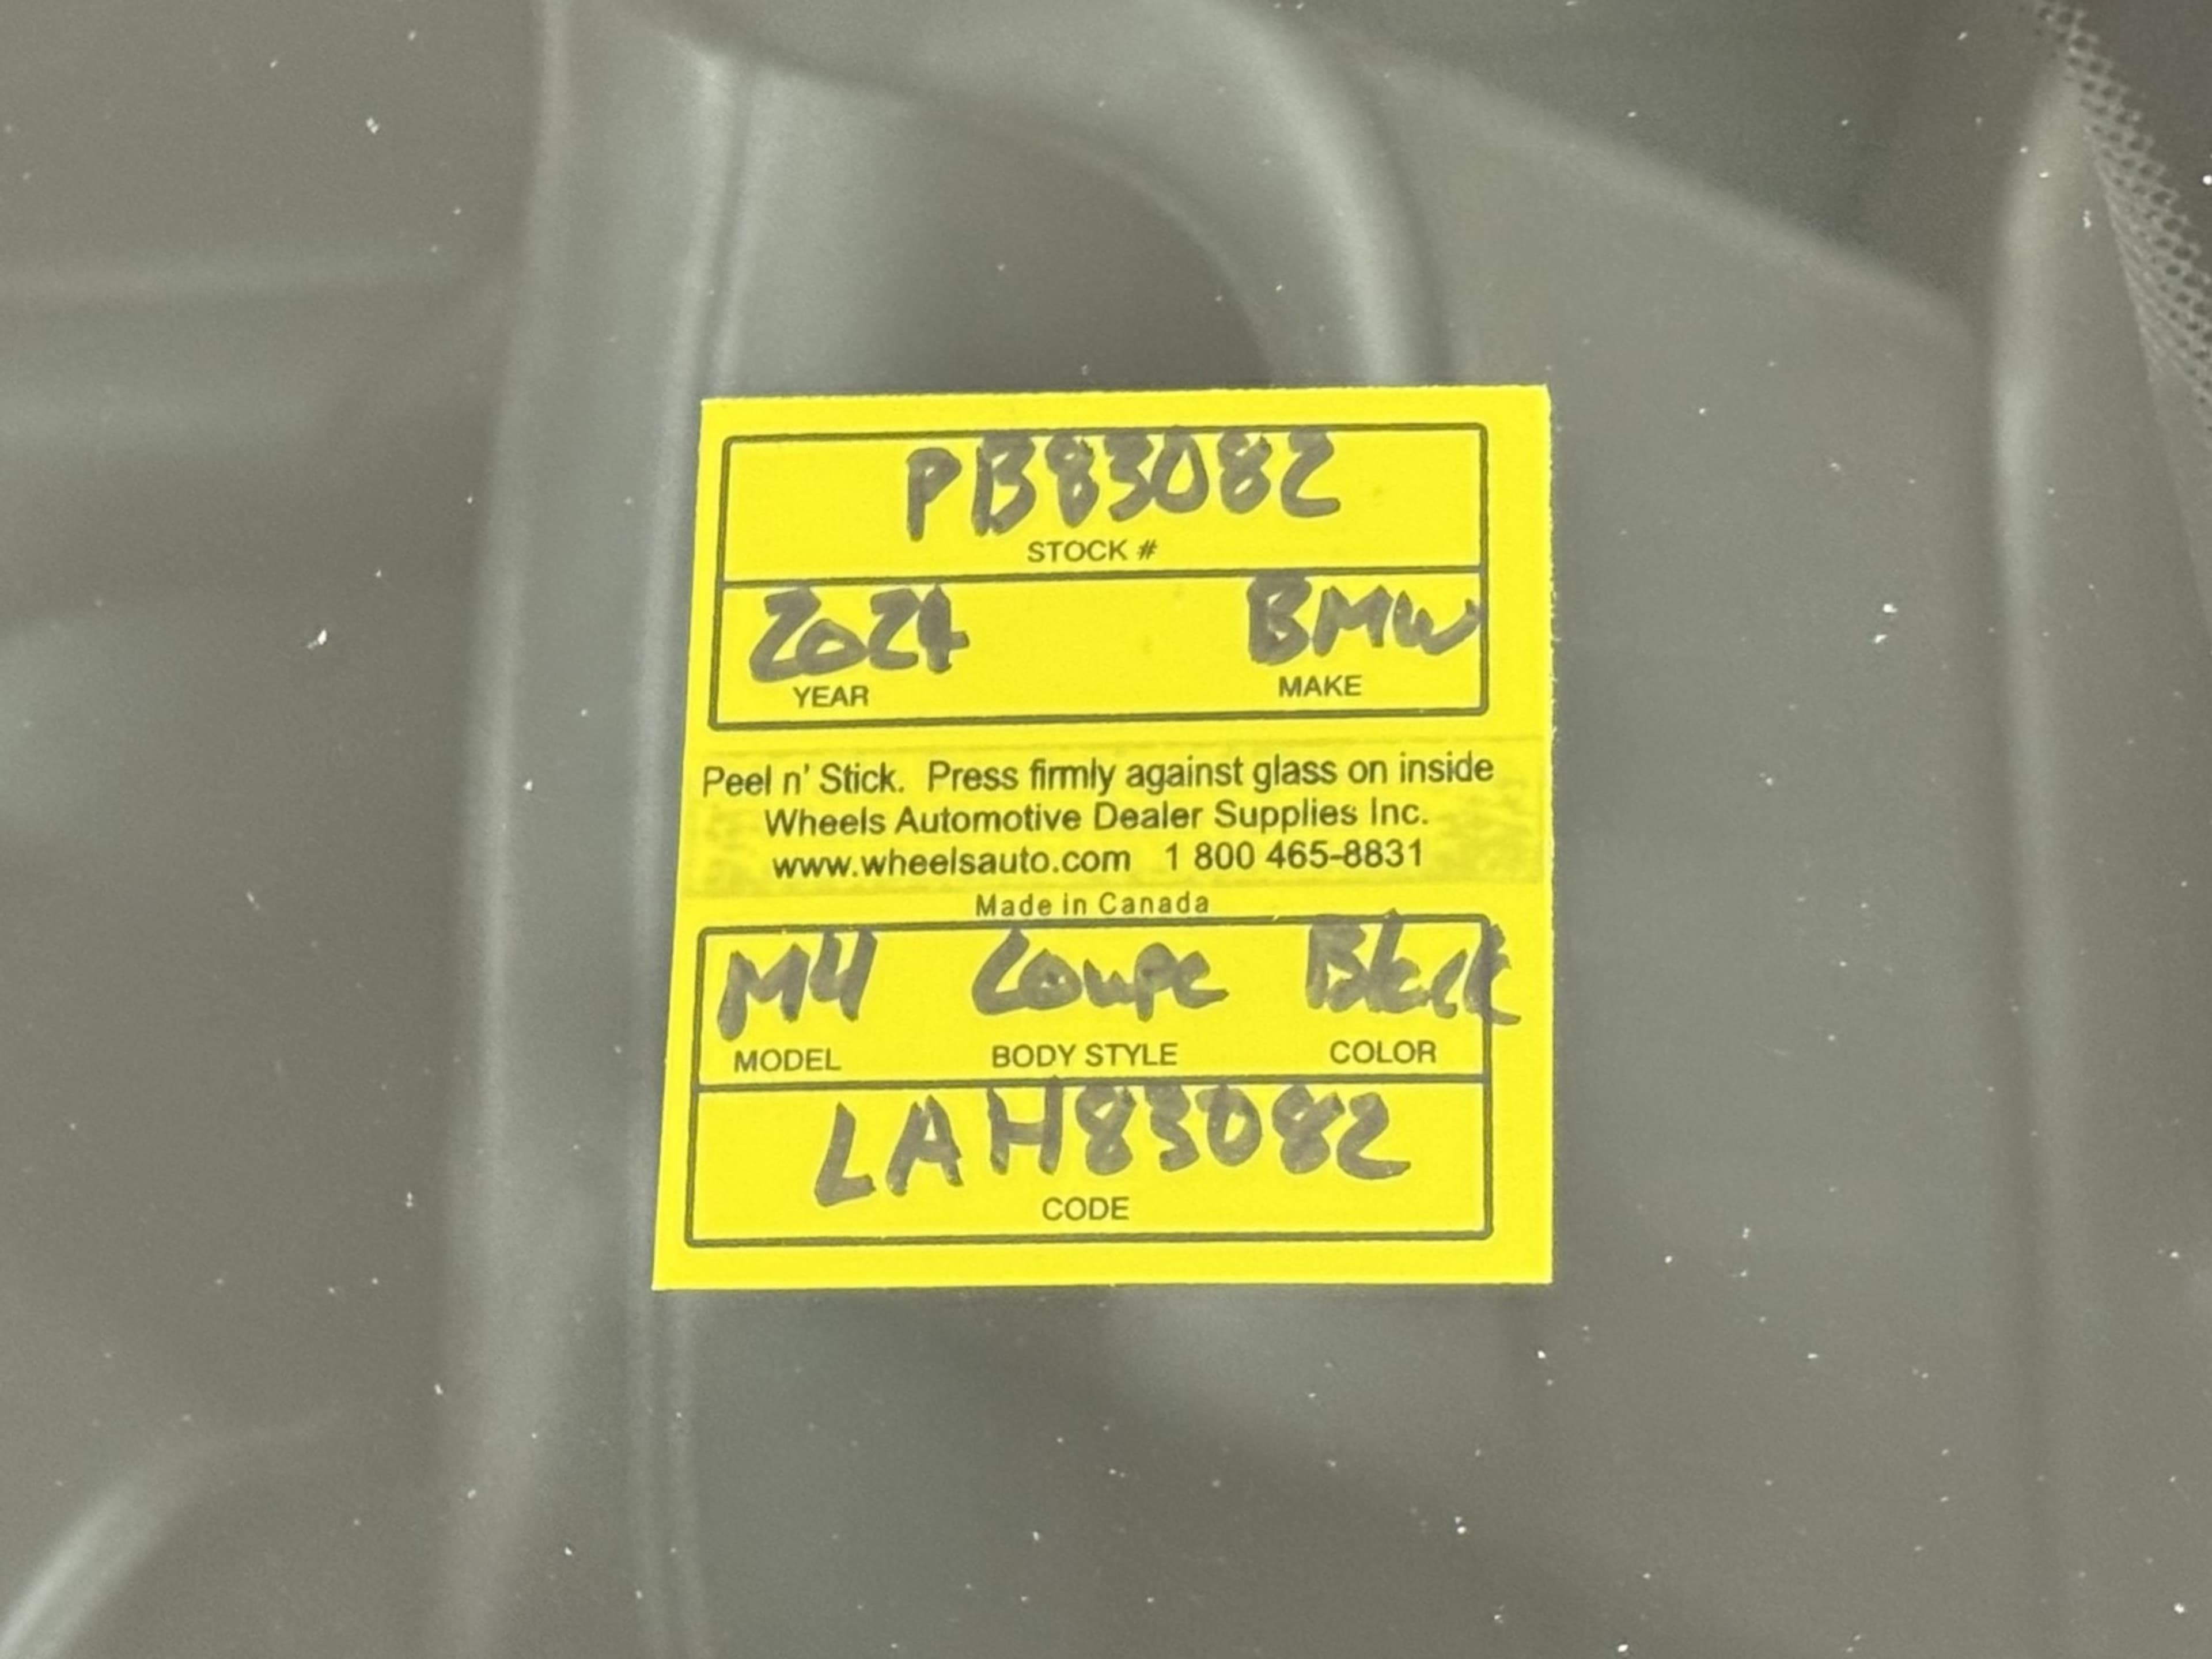 PB83082
STOCK #
2024 BMW
YEAR MAKE
Peel n' Stick. Press firmly against glass on inside
Wheels Automotive Dealer Supplies Inc.
www.wheelsauto.com 1 800 465-8831
Made in Canada
M4 Coupe Black
MODEL BODY STYLE COLOR
LAH83082
CODE